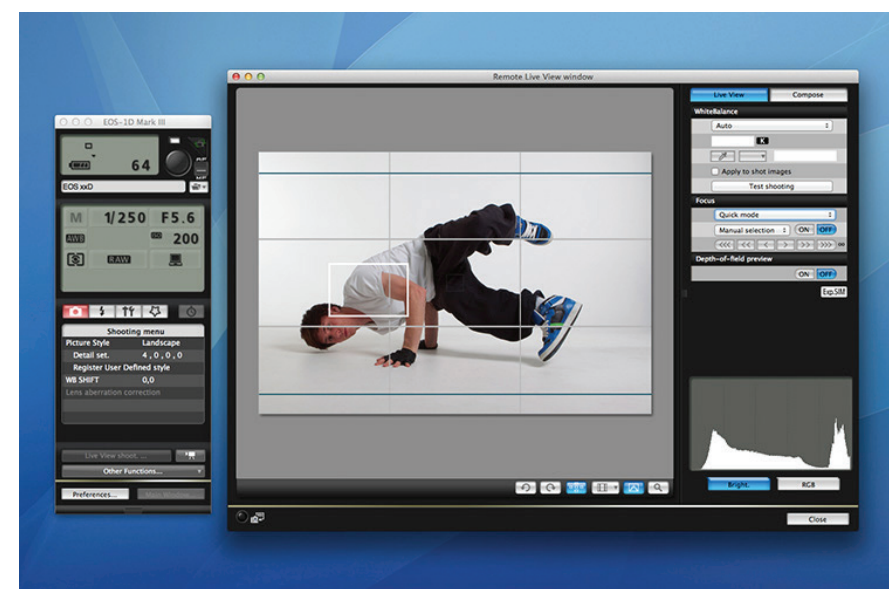 EOS-1D Mark III
64
EOS xxD
M 1/250 F5.6
AWB 200
RAW
Shooting menu
Picture Style Landscape
Detail set. 4 , 0 , 0 , 0
Register User Defined style
WB SHIFT 0,0
Lens aberration correction
Live View shoot. ...
Other Functions...
Preferences... Main Window...
Remote Live View window
Live View Compose
WhiteBalance
Auto
K
Apply to shot images
Test shooting
Focus
Quick mode
Manual selection ON OFF
<<< << < > >> >>>
Depth-of-field preview
ON OFF
Exp.SIM
Bright. RGB
Close